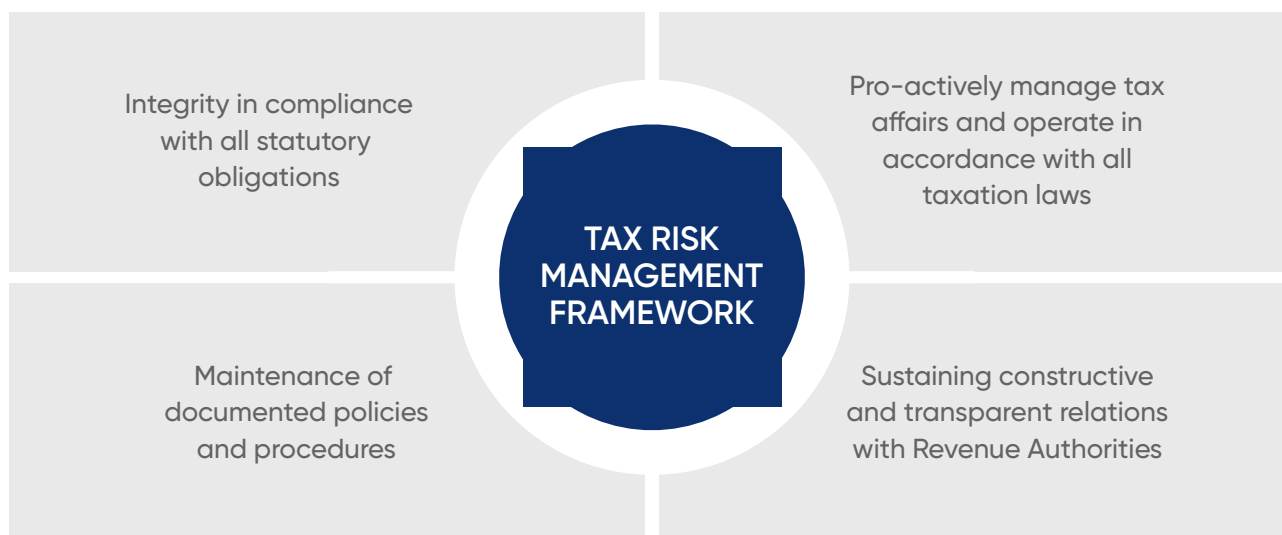 Integrity in compliance
with all statutory
obligations
Pro-actively manage tax
affairs and operate in
accordance with all
taxation laws
TAX RISK
MANAGEMENT
FRAMEWORK
Maintenance of
documented policies
and procedures
Sustaining constructive
and transparent relations
with Revenue Authorities